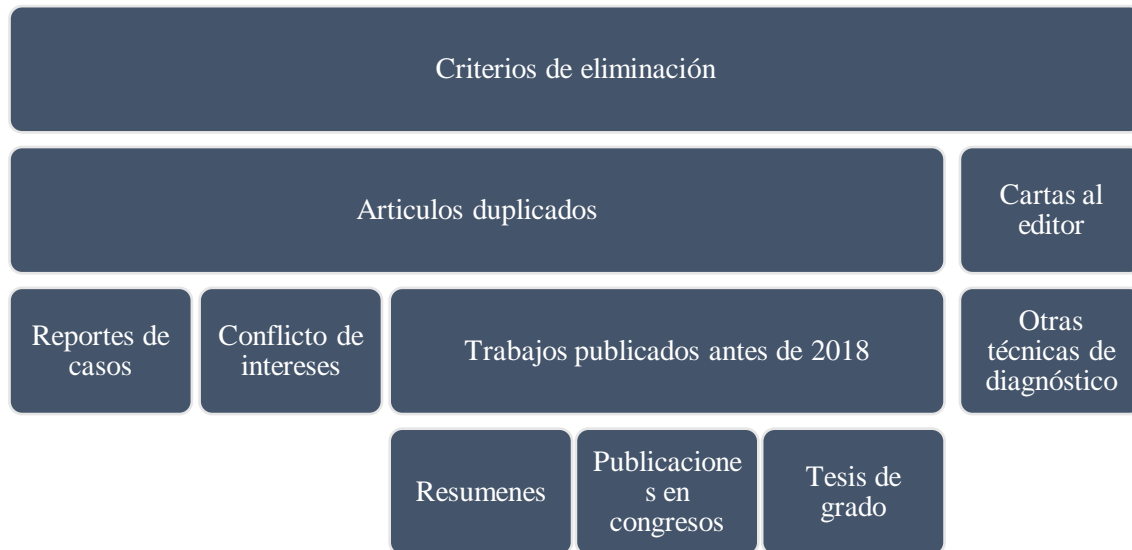 Criterios de eliminación
Articulos duplicados
Cartas al
editor
Reportes de
casos
Conflicto de
intereses
Trabajos publicados antes de 2018
Otras
técnicas de
diagnóstico
Resumenes
Publicacione
s en
congresos
Tesis de
grado